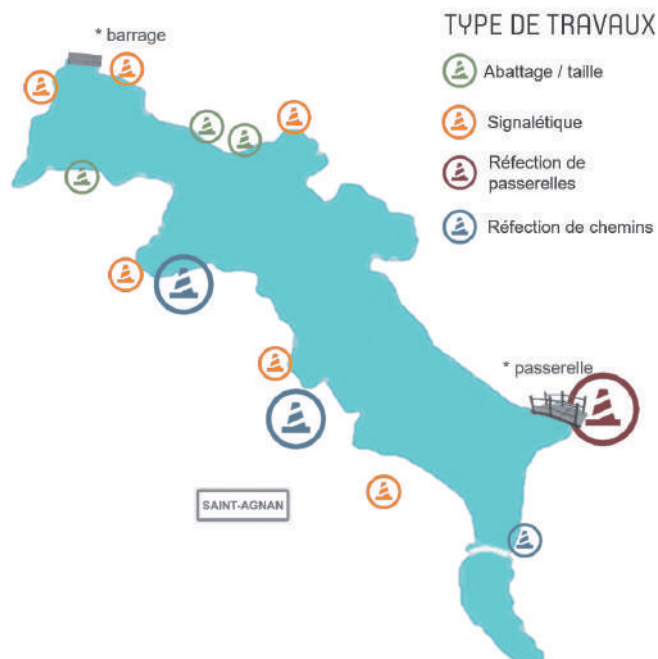 TYPE DE TRAVAUX
* barrage
Abattage / taille
Signalétique
Réfection de
passerelles
Réfection de chemins
* passerelle
SAINT-AGNAN